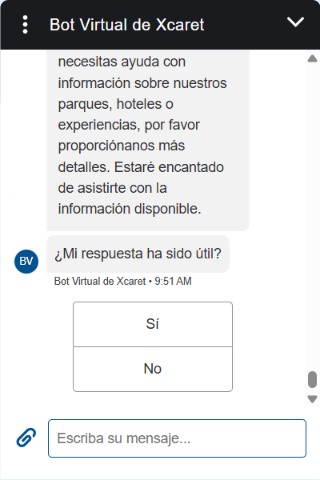 Bot Virtual de Xcaret
necesitas ayuda con
información sobre nuestros
parques, hoteles o
experiencias, por favor
proporciónanos más
detalles. Estaré encantado
de asistirte con la
información disponible.
¿Mi respuesta ha sido útil?
BV
Bot Virtual de Xcaret • 9:51 AM
Sí
No
Escriba su mensaje...